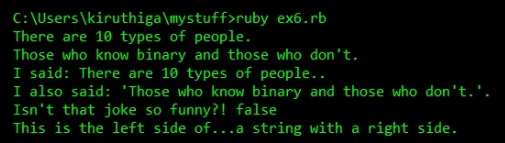 C:\Users\kiruthiga\mystuff>ruby ex6.rb
There are 10 types of people.
Those who know binary and those who don't.
I said: There are 10 types of people..
I also said: 'Those who know binary and those who don't.'.
Isn't that joke so funny?! false
This is the left side of...a string with a right side.